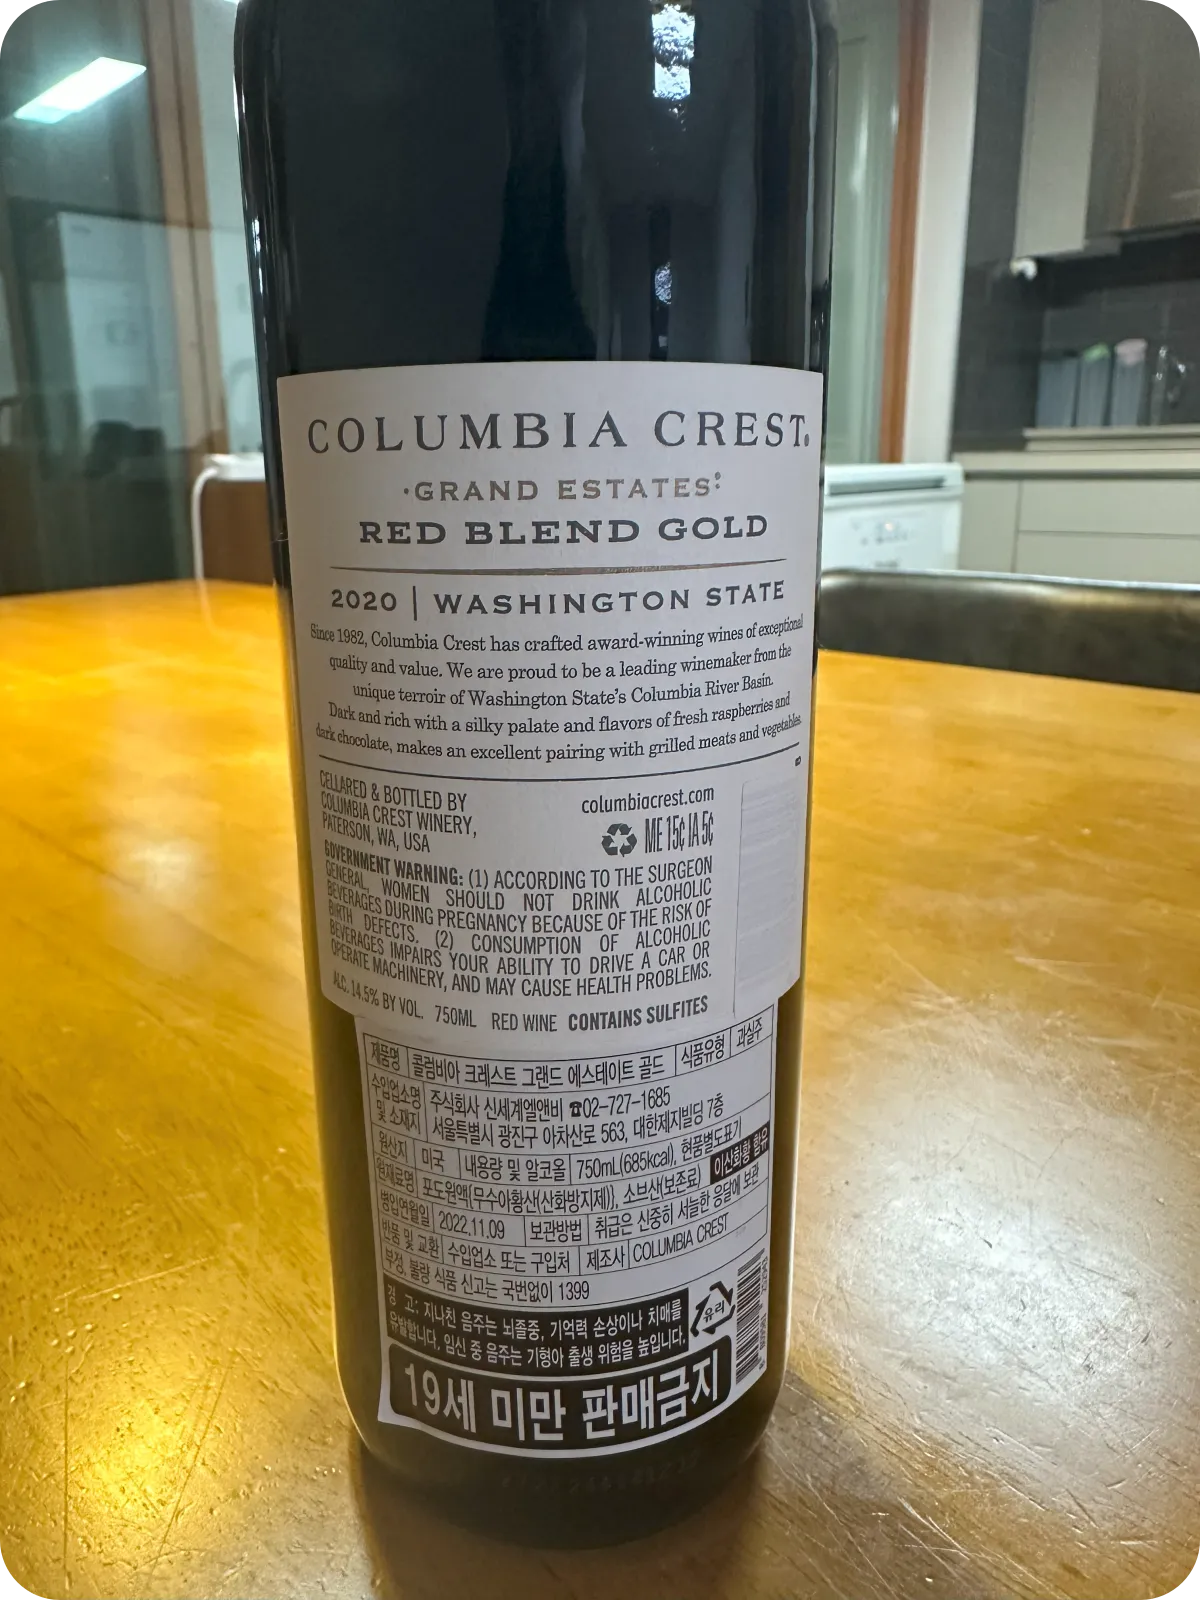 COLUMBIA CREST®
·GRAND ESTATES®
RED BLEND GOLD
2020 | WASHINGTON STATE
Since 1982, Columbia Crest has crafted award-winning wines of exceptional
quality and value. We are proud to be a leading winemaker from the
unique terroir of Washington State's Columbia River Basin.
Dark and rich with a silky palate and flavors of fresh raspberries and
dark chocolate, makes an excellent pairing with grilled meats and vegetables.
CELLARED & BOTTLED BY
COLUMBIA CREST WINERY,
PATERSON, WA, USA
columbiacrest.com
ME 15¢ IA 5¢
GOVERNMENT WARNING: (1) ACCORDING TO THE SURGEON
GENERAL, WOMEN SHOULD NOT DRINK ALCOHOLIC
BEVERAGES DURING PREGNANCY BECAUSE OF THE RISK OF
BIRTH DEFECTS. (2) CONSUMPTION OF ALCOHOLIC
BEVERAGES IMPAIRS YOUR ABILITY TO DRIVE A CAR OR
OPERATE MACHINERY, AND MAY CAUSE HEALTH PROBLEMS.
ALC. 14.5% BY VOL. 750ML RED WINE CONTAINS SULFITES
제품명 콜럼비아 크레스트 그랜드 에스테이트 골드 식품유형 과실주
수입업소명 및 소재지 주식회사 신세계엘앤비 ☎02-727-1685
서울특별시 광진구 아차산로 563, 대한제지빌딩 7층
원산지 미국 내용량 및 알코올 750mL(685kcal), 현품별도표기
원재료명 포도원액{무수아황산(산화방지제)}, 소브산(보존료) 이산화황 함유
병입연월일 2022.11.09 보관방법 취급은 신중히 서늘한 응달에 보관
반품 및 교환 수입업소 또는 구입처 제조사 COLUMBIA CREST
부정, 불량 식품 신고는 국번없이 1399
경 고: 지나친 음주는 뇌졸중, 기억력 손상이나 치매를
유발합니다. 임신 중 음주는 기형아 출생 위험을 높입니다.
유리
19세 미만 판매금지